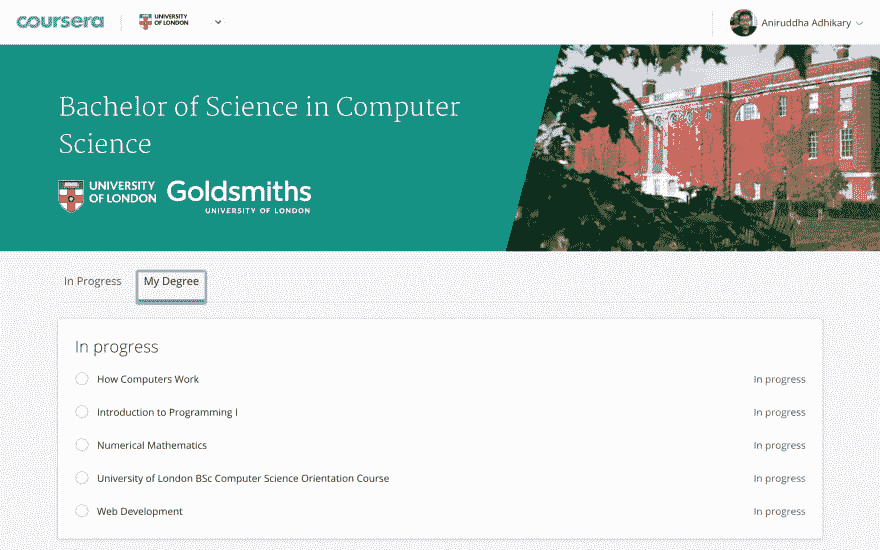 coursera
UNIVERSITY
OF LONDON
Aniruddha Adhikary
Bachelor of Science in Computer
Science
UNIVERSITY
OF LONDON
Goldsmiths
UNIVERSITY OF LONDON
In Progress
My Degree
In progress
How Computers Work In progress
Introduction to Programming I In progress
Numerical Mathematics In progress
University of London BSc Computer Science Orientation Course In progress
Web Development In progress